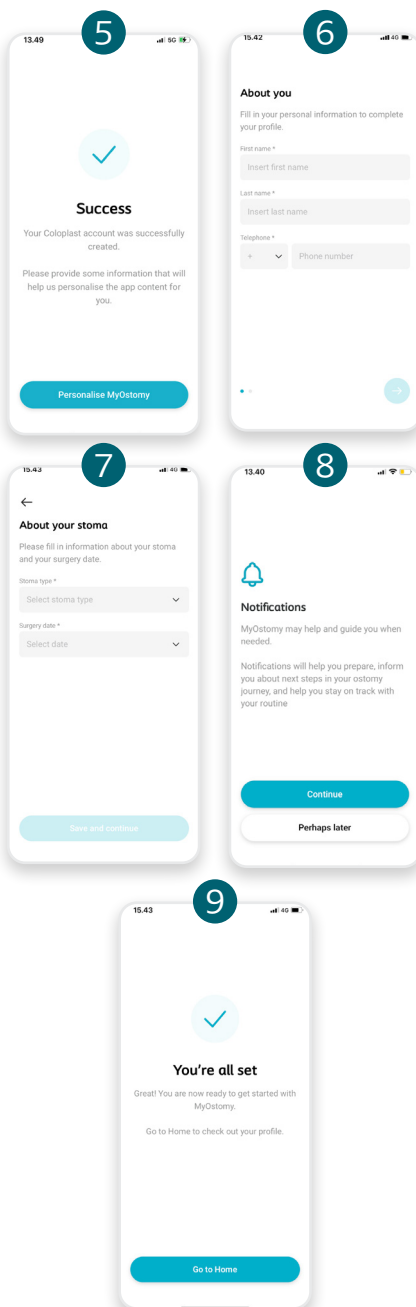 5
13.49
5G
Success
Your Coloplast account was successfully
created.
Please provide some information that will
help us personalise the app content for
you.
Personalise MyOstomy
6
15.42
4G
About you
Fill in your personal information to complete
your profile.
First name *
Insert first name
Last name *
Insert last name
Telephone *
+ Phone number
7
15.43
4G
About your stoma
Please fill in information about your stoma
and your surgery date.
Stoma type *
Select stoma type
Surgery date *
Select date
Save and continue
8
13.40
Notifications
MyOstomy may help and guide you when
needed.
Notifications will help you prepare, inform
you about next steps in your ostomy
journey, and help you stay on track with
your routine
Continue
Perhaps later
9
15.43
4G
You're all set
Great! You are now ready to get started with
MyOstomy.
Go to Home to check out your profile.
Go to Home